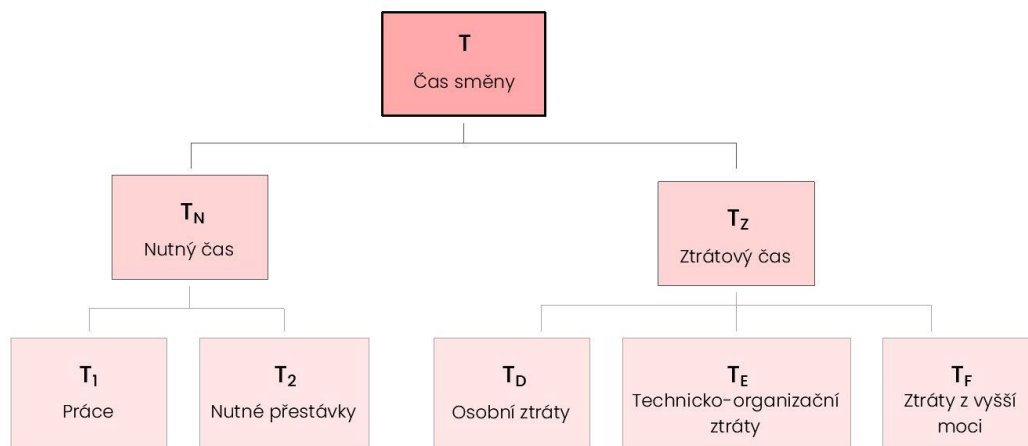 T
Čas směny
T_N
Nutný čas
T_Z
Ztrátový čas
T_1
Práce
T_2
Nutné přestávky
T_D
Osobní ztráty
T_E
Technicko-organizační
ztráty
T_F
Ztráty z vyšší
moci